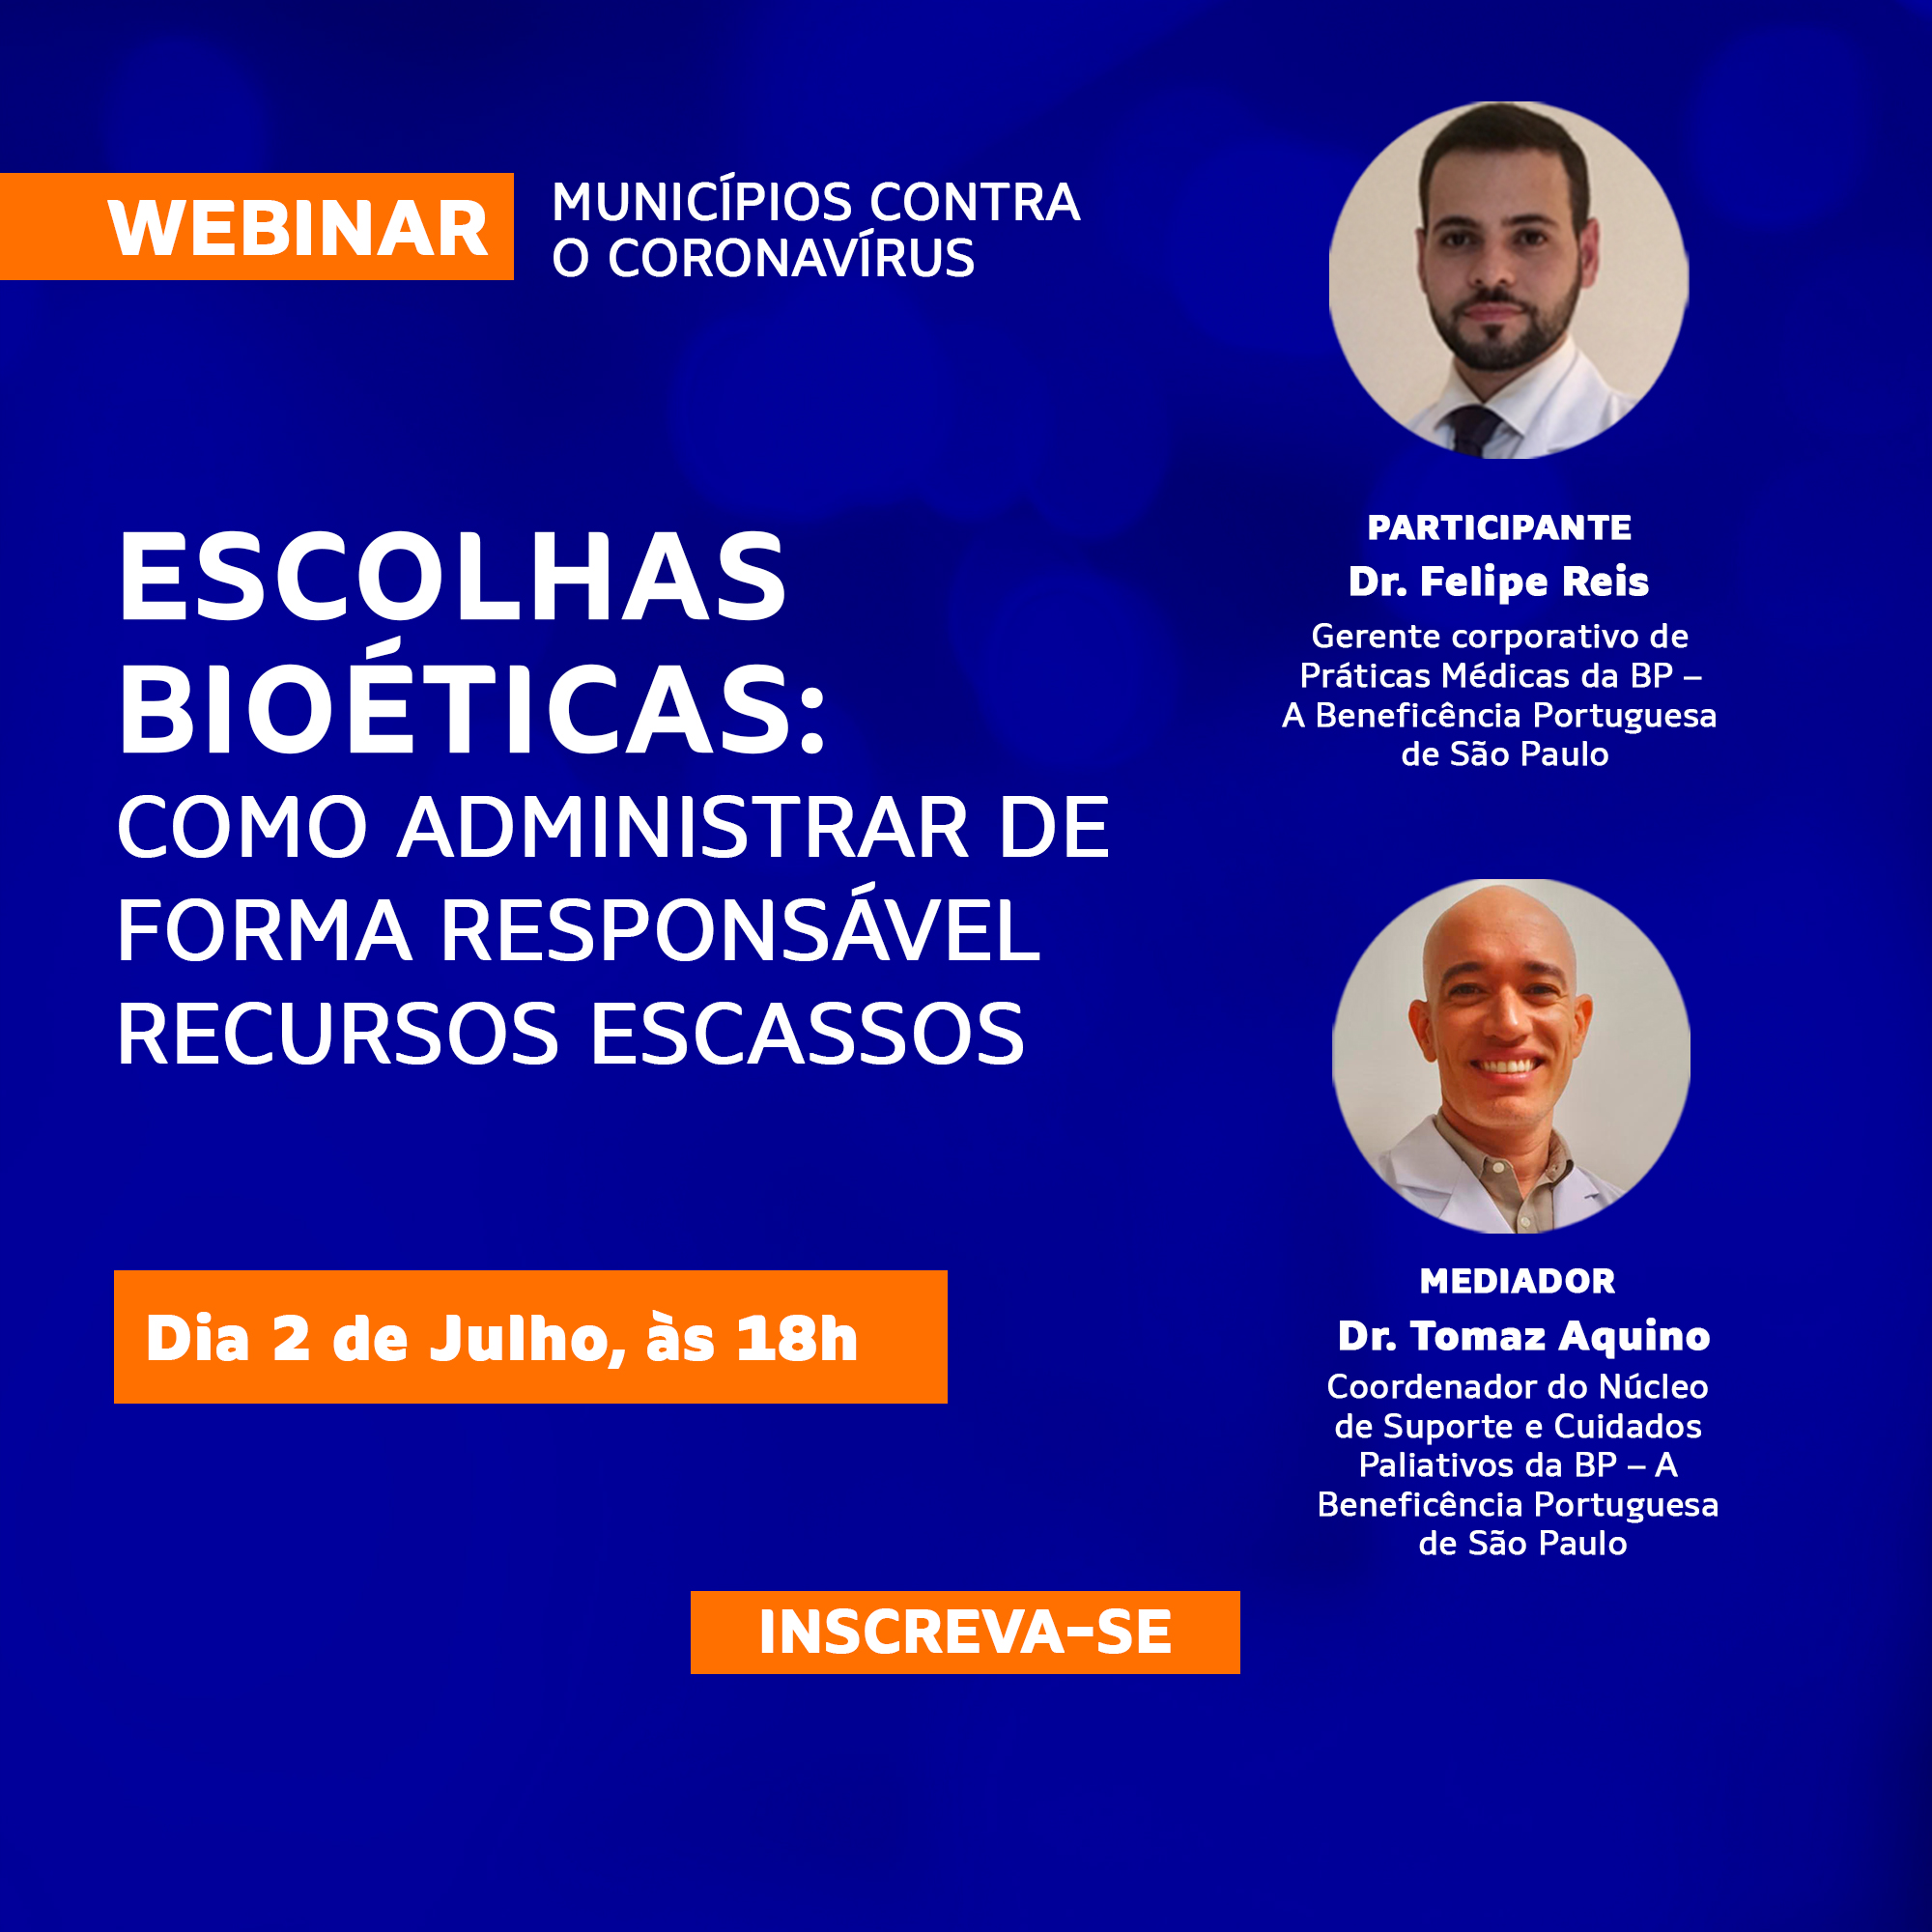 WEBINAR
MUNICÍPIOS CONTRA
O CORONAVÍRUS
ESCOLHAS
BIOÉTICAS:
COMO ADMINISTRAR DE
FORMA RESPONSÁVEL
RECURSOS ESCASSOS
Dia 2 de Julho, às 18h
PARTICIPANTE
Dr. Felipe Reis
Gerente corporativo de
Práticas Médicas da BP –
A Beneficência Portuguesa
de São Paulo
MEDIADOR
Dr. Tomaz Aquino
Coordenador do Núcleo
de Suporte e Cuidados
Paliativos da BP – A
Beneficência Portuguesa
de São Paulo
INSCREVA-SE